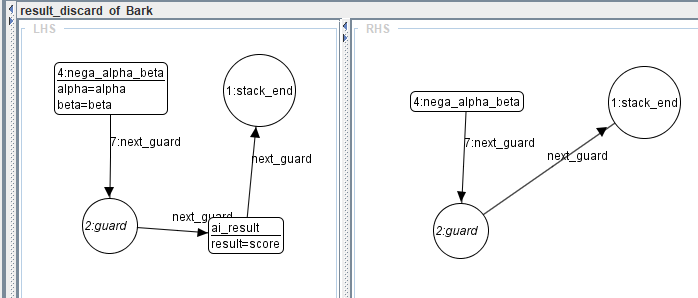 result_discard of Bark
LHS
4:nega_alpha_beta
alpha=alpha
beta=beta
1:stack_end
7:next_guard
next_guard
2:guard
next_guard
ai_result
result=score
RHS
4:nega_alpha_beta
1:stack_end
7:next_guard
next_guard
2:guard